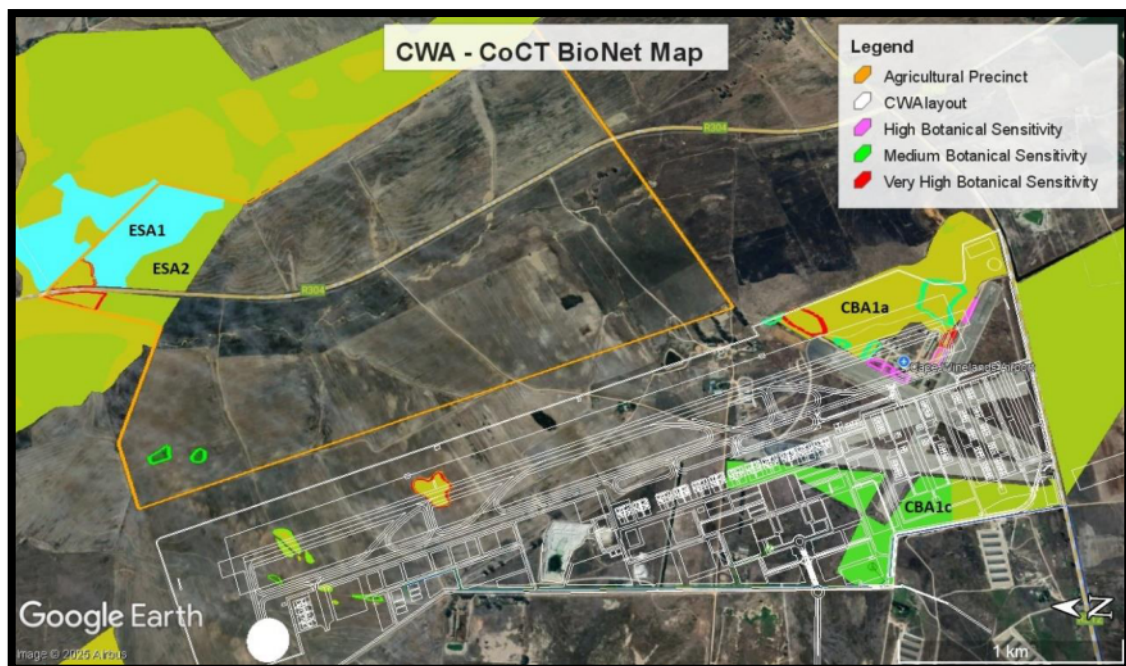 CWA - CoCT BioNet Map
Legend
Agricultural Precinct
CWAlayout
High Botanical Sensitivity
Medium Botanical Sensitivity
Very High Botanical Sensitivity
R304
ESA1
ESA2
R304
CBA1a
Cape Winelands Airport
CBA1c
Google Earth
Image © 2025 Airbus
N
1 km